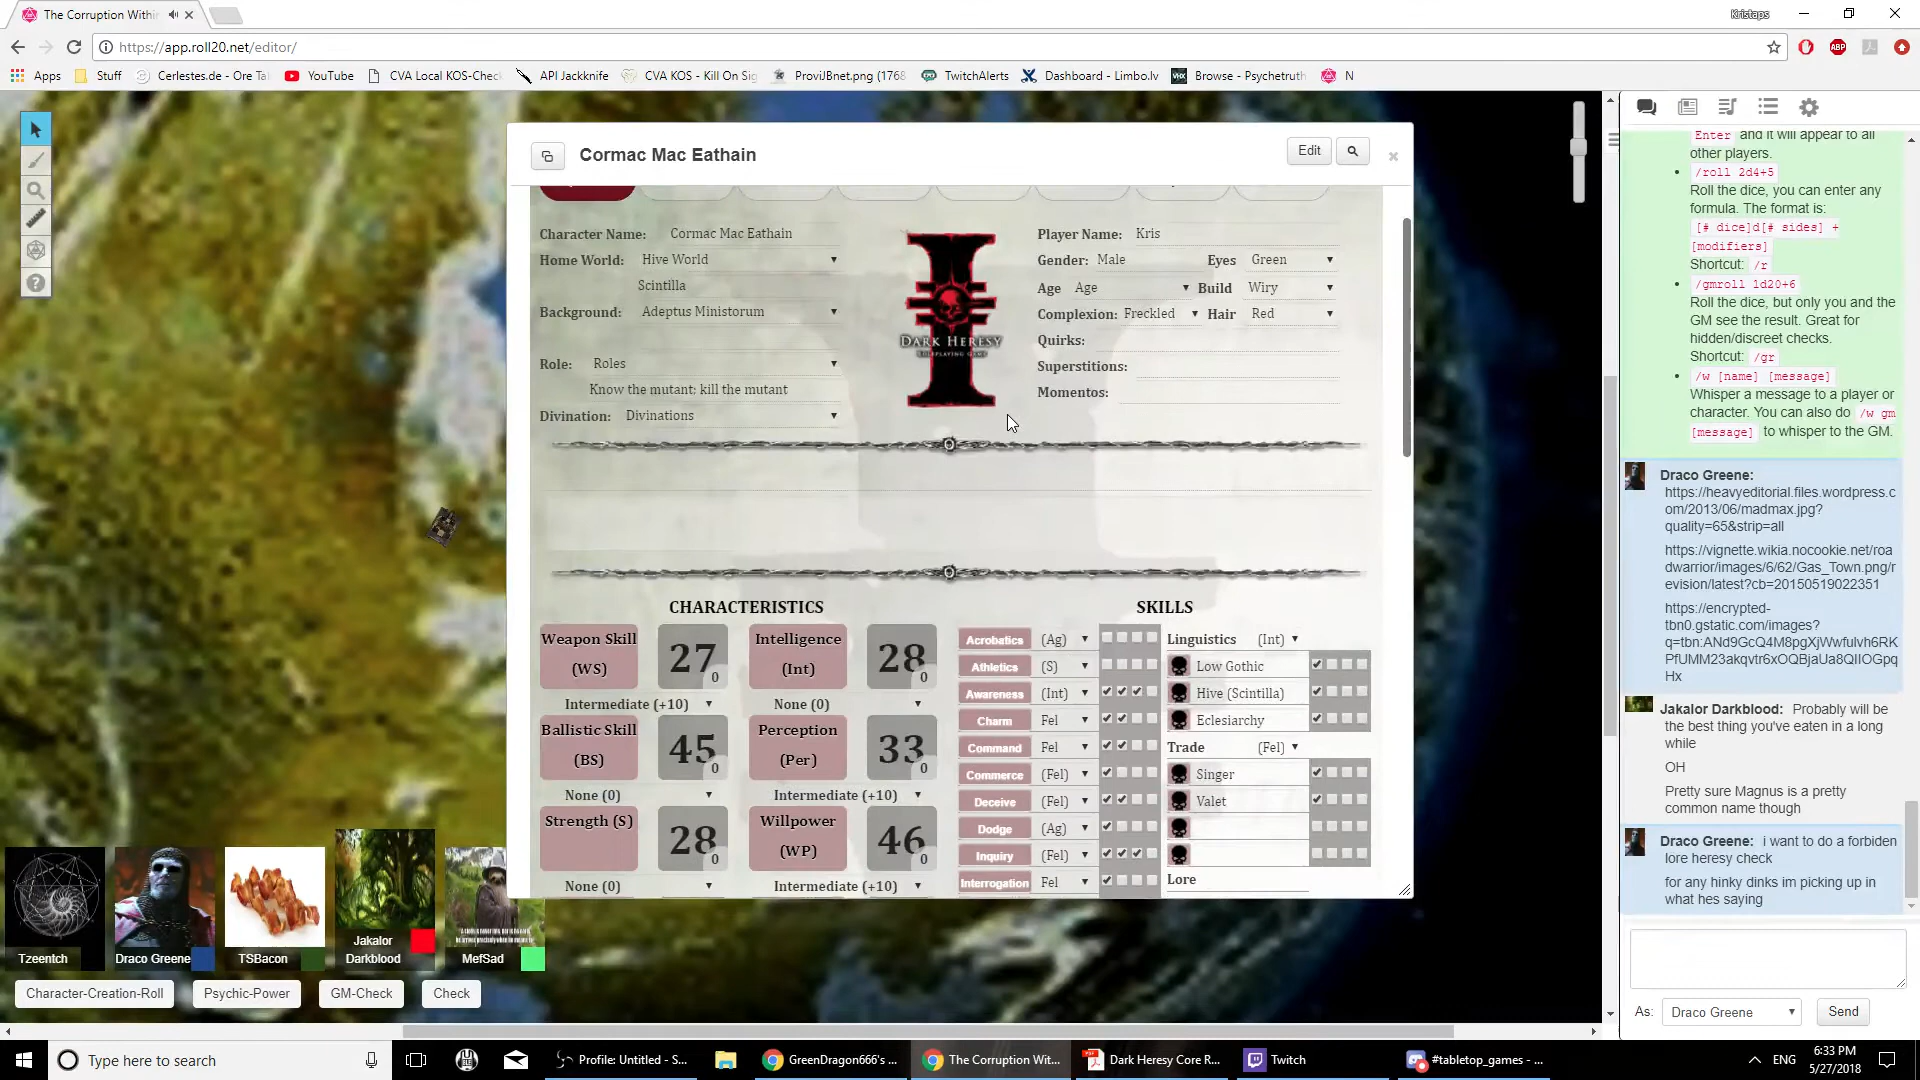 The Corruption Within
Kristaps
https://app.roll20.net/editor/
Apps
Stuff
Cerlestes.de - Ore Ta
YouTube
CVA Local KOS-Check
API Jackknife
CVA KOS - Kill On Sig
ProviJBnet.png (1768
TwitchAlerts
Dashboard - Limbo.lv
Browse - Psychetruth
N
ABP
Cormac Mac Eathain
Edit
Character Name: Cormac Mac Eathain
Home World: Hive World
Scintilla
Background: Adeptus Ministorum
Role: Roles
Know the mutant; kill the mutant
Divination: Divinations
DARK HERESY
ROLEPLAYING GAME
Player Name: Kris
Gender: Male Eyes Green
Age Age Build Wiry
Complexion: Freckled Hair Red
Quirks:
Superstitions:
Momentos:
CHARACTERISTICS
Weapon Skill (WS) 27 0
Intermediate (+10)
Intelligence (Int) 28 0
None (0)
Ballistic Skill (BS) 45 0
None (0)
Perception (Per) 33 0
Intermediate (+10)
Strength (S) 28 0
None (0)
Willpower (WP) 46 0
Intermediate (+10)
SKILLS
Acrobatics (Ag)
Athletics (S)
Awareness (Int)
Charm Fel
Command Fel
Commerce (Fel)
Deceive (Fel)
Dodge (Ag)
Inquiry (Fel)
Interrogation Fel
Linguistics (Int)
Low Gothic
Hive (Scintilla)
Eclesiarchy
Trade (Fel)
Singer
Valet
Lore
Enter and it will appear to all
other players.
/roll 2d4+5
Roll the dice, you can enter any
formula. The format is:
[# dice]d[# sides] +
[modifiers]
Shortcut: /r
/gmroll 1d20+6
Roll the dice, but only you and the
GM see the result. Great for
hidden/discreet checks.
Shortcut: /gr
/w [name] [message]
Whisper a message to a player or
character. You can also do /w gm
[message] to whisper to the GM.
Draco Greene:
https://heavyeditorial.files.wordpress.c
om/2013/06/madmax.jpg?
quality=65&strip=all
https://vignette.wikia.nocookie.net/roa
dwarrior/images/6/62/Gas_Town.png/r
evision/latest?cb=20150519022351
https://encrypted-
tbn0.gstatic.com/images?
q=tbn:ANd9GcQ4M8pgXjWwfulvh6RK
PfUMM23akqvtr6xOQBjaUa8QIIOGpq
Hx
Jakalor Darkblood: Probably will
be the best thing you've eaten in a long
while
OH
Pretty sure Magnus is a pretty
common name though
Draco Greene: i want to do a forbiden
lore heresy check
for any hinky dinks im picking up in
what hes saying
As: Draco Greene
Send
Tzeentch
Draco Greene
TSBacon
Jakalor
Darkblood
MefSad
Character-Creation-Roll
Psychic-Power
GM-Check
Check
Type here to search
Profile: Untitled - S...
GreenDragon666's ...
The Corruption Wit...
Dark Heresy Core R...
Twitch
#tabletop_games - ...
ENG
6:33 PM
5/27/2018